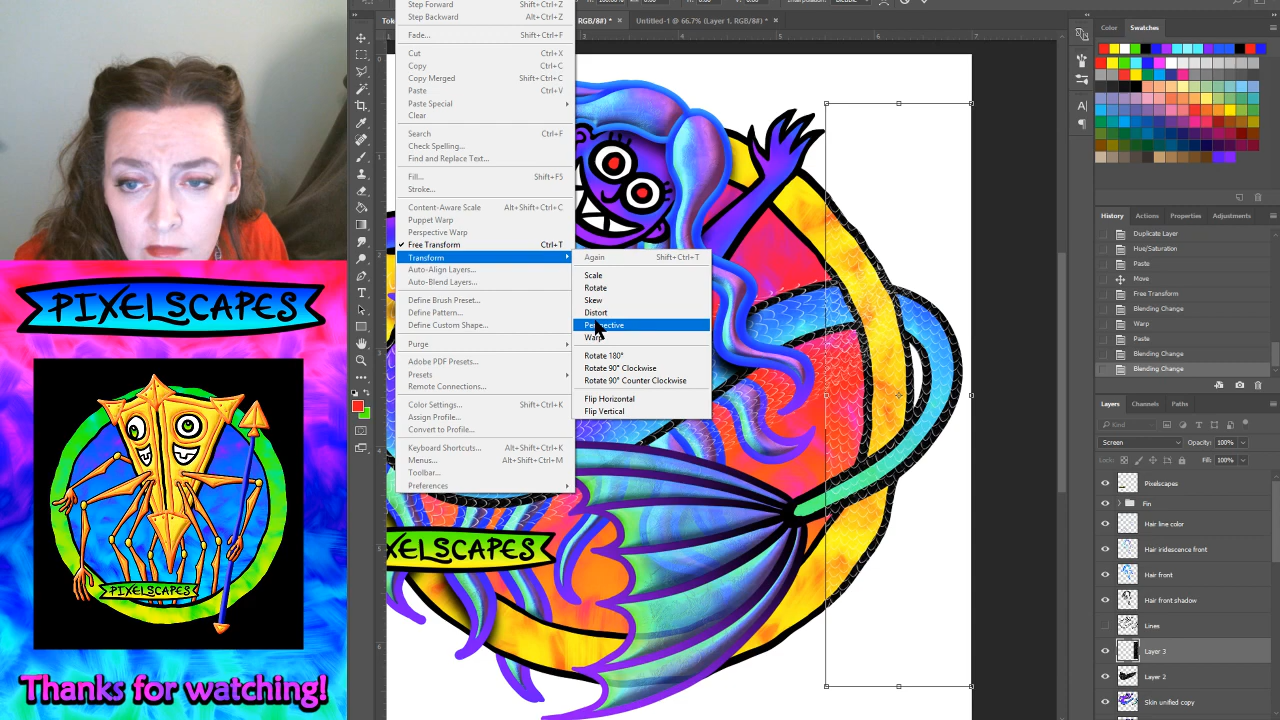 Step Forward Shift+Ctrl+Z
Step Backward Alt+Ctrl+Z
Fade... Shift+Ctrl+F
Cut Ctrl+X
Copy Ctrl+C
Copy Merged Shift+Ctrl+C
Paste Ctrl+V
Paste Special
Clear
Search Ctrl+F
Check Spelling...
Find and Replace Text...
Fill... Shift+F5
Stroke...
Content-Aware Scale Alt+Shift+Ctrl+C
Puppet Warp
Perspective Warp
Free Transform Ctrl+T
Transform
Auto-Align Layers...
Auto-Blend Layers...
Define Brush Preset...
Define Pattern...
Define Custom Shape...
Purge
Adobe PDF Presets...
Presets
Remote Connections...
Color Settings... Shift+Ctrl+K
Assign Profile...
Convert to Profile...
Keyboard Shortcuts... Alt+Shift+Ctrl+K
Menus... Alt+Shift+Ctrl+M
Toolbar...
Preferences
Again Shift+Ctrl+T
Scale
Rotate
Skew
Distort
Perspective
Warp
Rotate 180°
Rotate 90° Clockwise
Rotate 90° Counter Clockwise
Flip Horizontal
Flip Vertical
RGB/8#) *
Untitled-1 @ 66.7% (Layer 1, RGB/8#) *
PIXELSCAPES
PIXELSCAPES
Thanks for watching!
XELSCAPES
Color Swatches
History Actions Properties Adjustments
Duplicate Layer
Hue/Saturation
Paste
Move
Free Transform
Blending Change
Warp
Paste
Blending Change
Blending Change
Layers Channels Paths
Kind
Screen Opacity: 100%
Lock: Fill: 100%
Pixelscapes
Fin
Hair line color
Hair iridescence front
Hair front
Hair front shadow
Lines
Layer 3
Layer 2
Skin unified copy